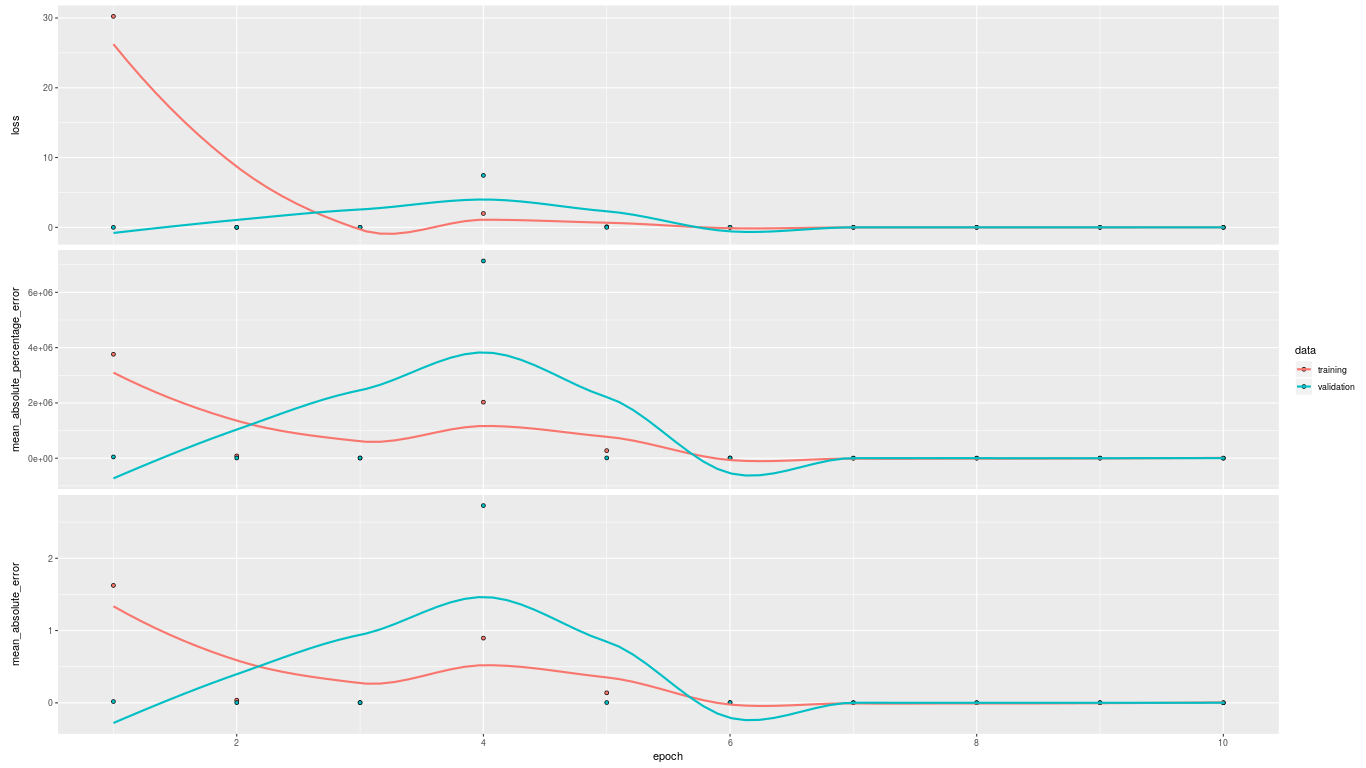 30
20
10
0
loss
6e+06
4e+06
2e+06
0e+00
mean_absolute_percentage_error
2
1
0
mean_absolute_error
2
4
6
8
10
epoch
data
training
validation